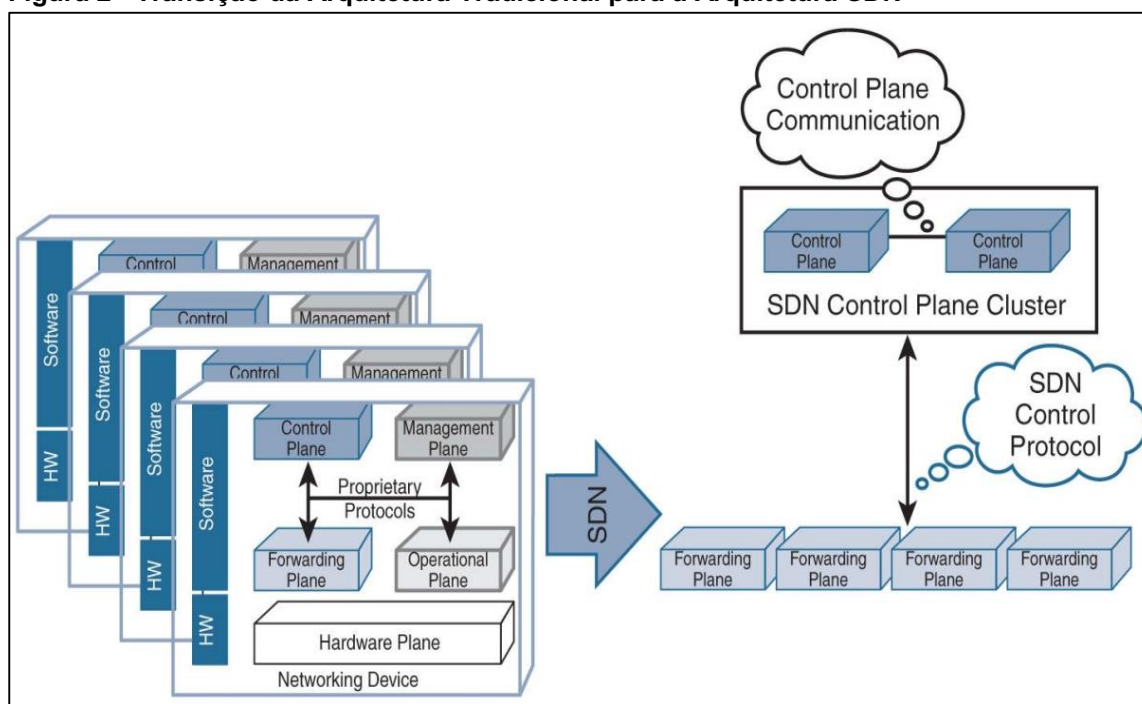 Figura 2 - Transição da Arquitetura Tradicional para a Arquitetura SDN
Control
Management
Software
HW
Control
Management
Software
HW
Control
Management
Software
HW
Software
HW
Control
Plane
Management
Plane
Proprietary
Protocols
Forwarding
Plane
Operational
Plane
Hardware Plane
Networking Device
SDN
Control Plane
Communication
Control
Plane
Control
Plane
SDN Control Plane Cluster
SDN
Control
Protocol
Forwarding
Plane
Forwarding
Plane
Forwarding
Plane
Forwarding
Plane